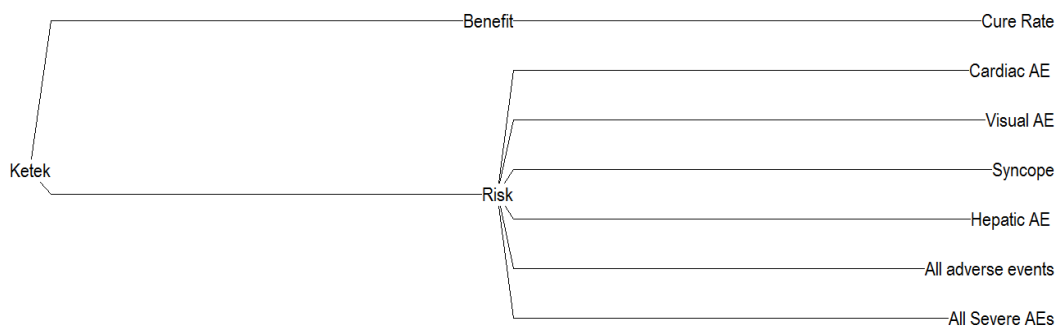 Benefit
Cure Rate
Cardiac AE
Visual AE
Ketek
Syncope
Risk
Hepatic AE
All adverse events
All Severe AEs